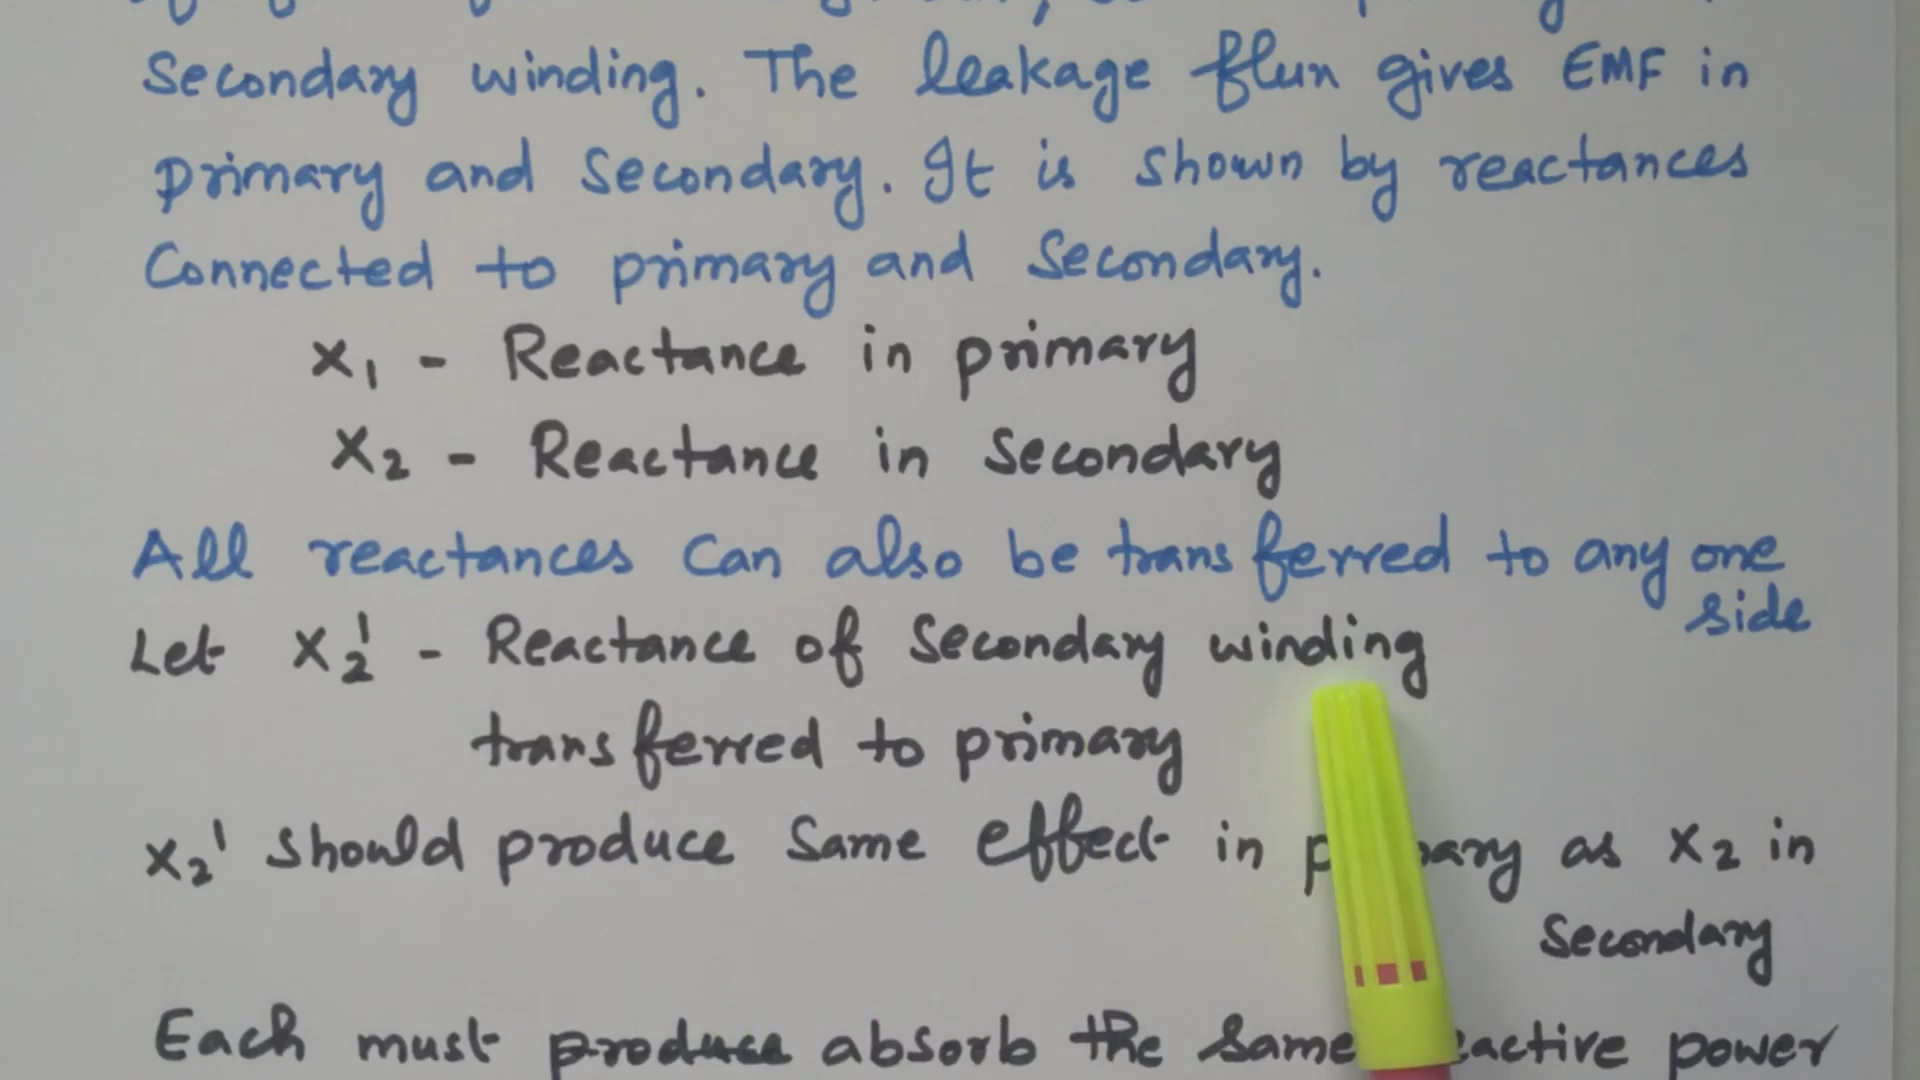 Secondary winding. The leakage flux gives EMF in
primary and secondary. It is shown by reactances
Connected to primary and secondary.
X₁ - Reactance in primary
X₂ - Reactance in secondary
All reactances can also be transferred to any one
side
Let X₂' - Reactance of secondary winding
transferred to primary
X₂' should produce same effect in as X₂ in
Secondary
Each must produce absorb the same power